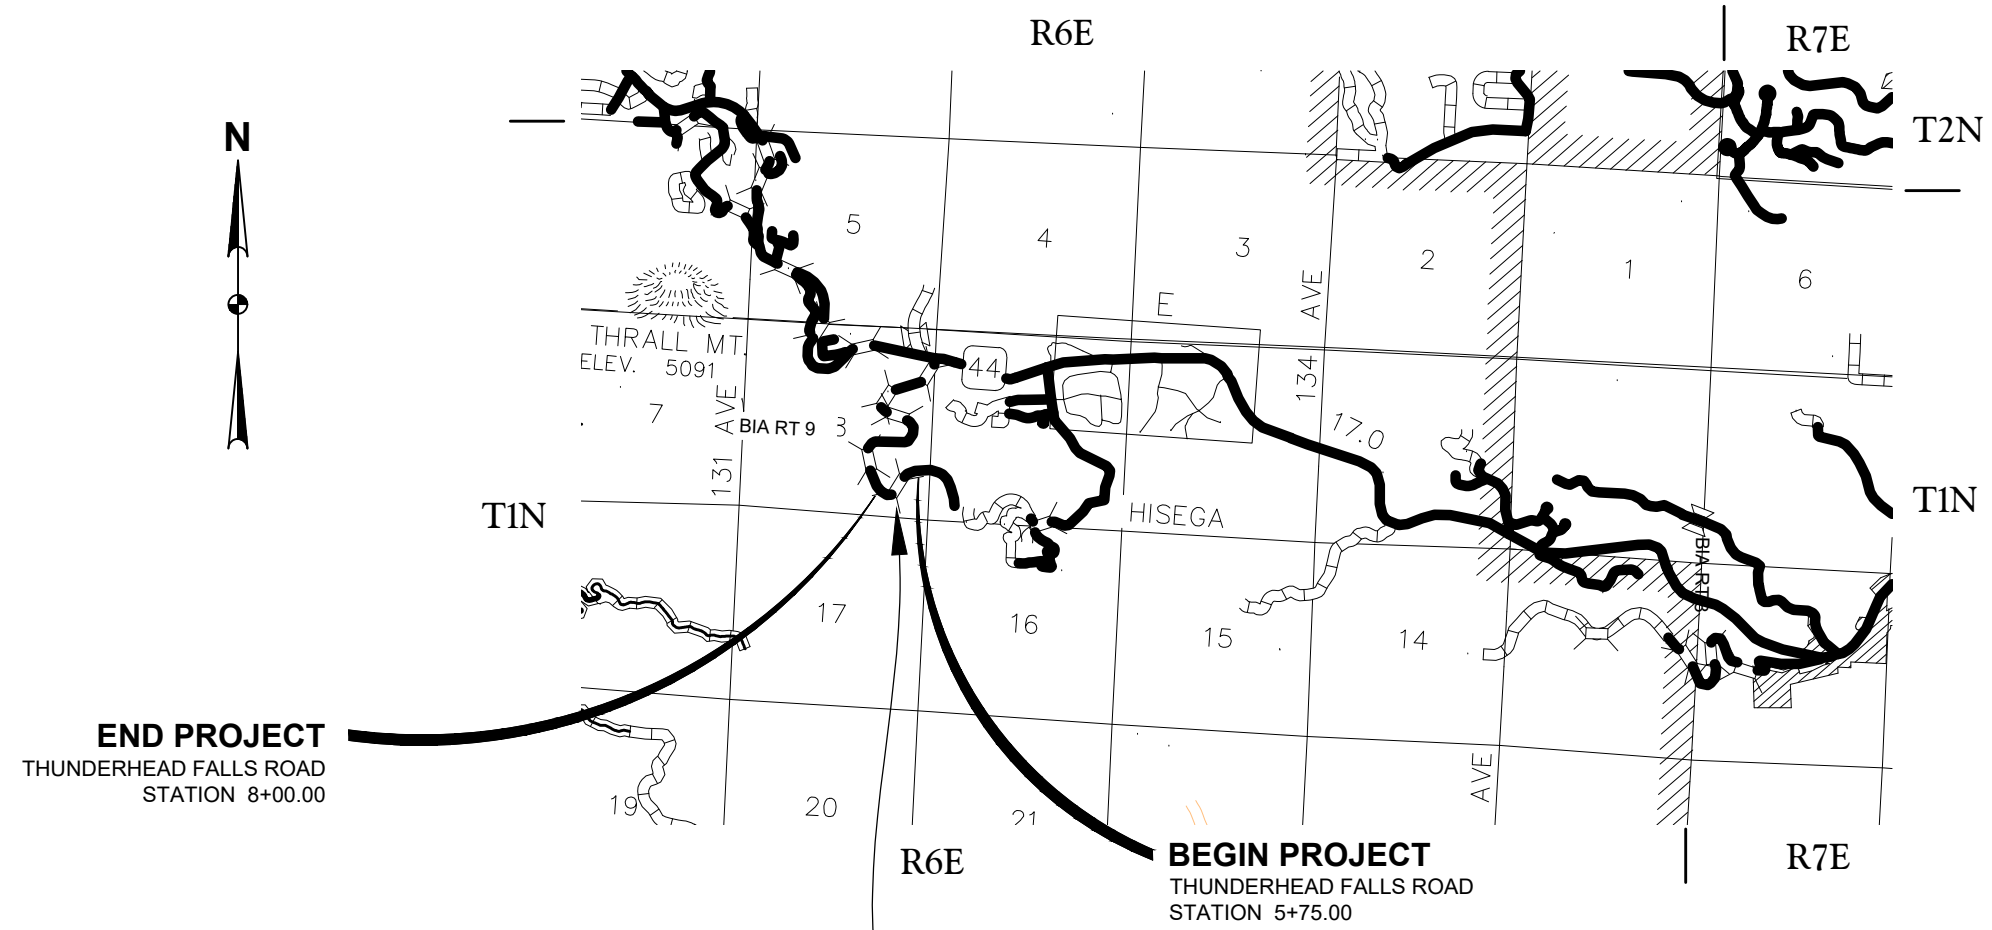 R6E
R7E
N
T2N
5
4
3
2
1
6
AVE
E
THRALL MT.
ELEV. 5091
44
134
7
AVE
BIA RT 9
17.0
131
T1N
HISEGA
T1N
BIA RT 8
17
16
15
14
END PROJECT
THUNDERHEAD FALLS ROAD
STATION 8+00.00
AVE
19
20
21
R6E
BEGIN PROJECT
THUNDERHEAD FALLS ROAD
STATION 5+75.00
R7E